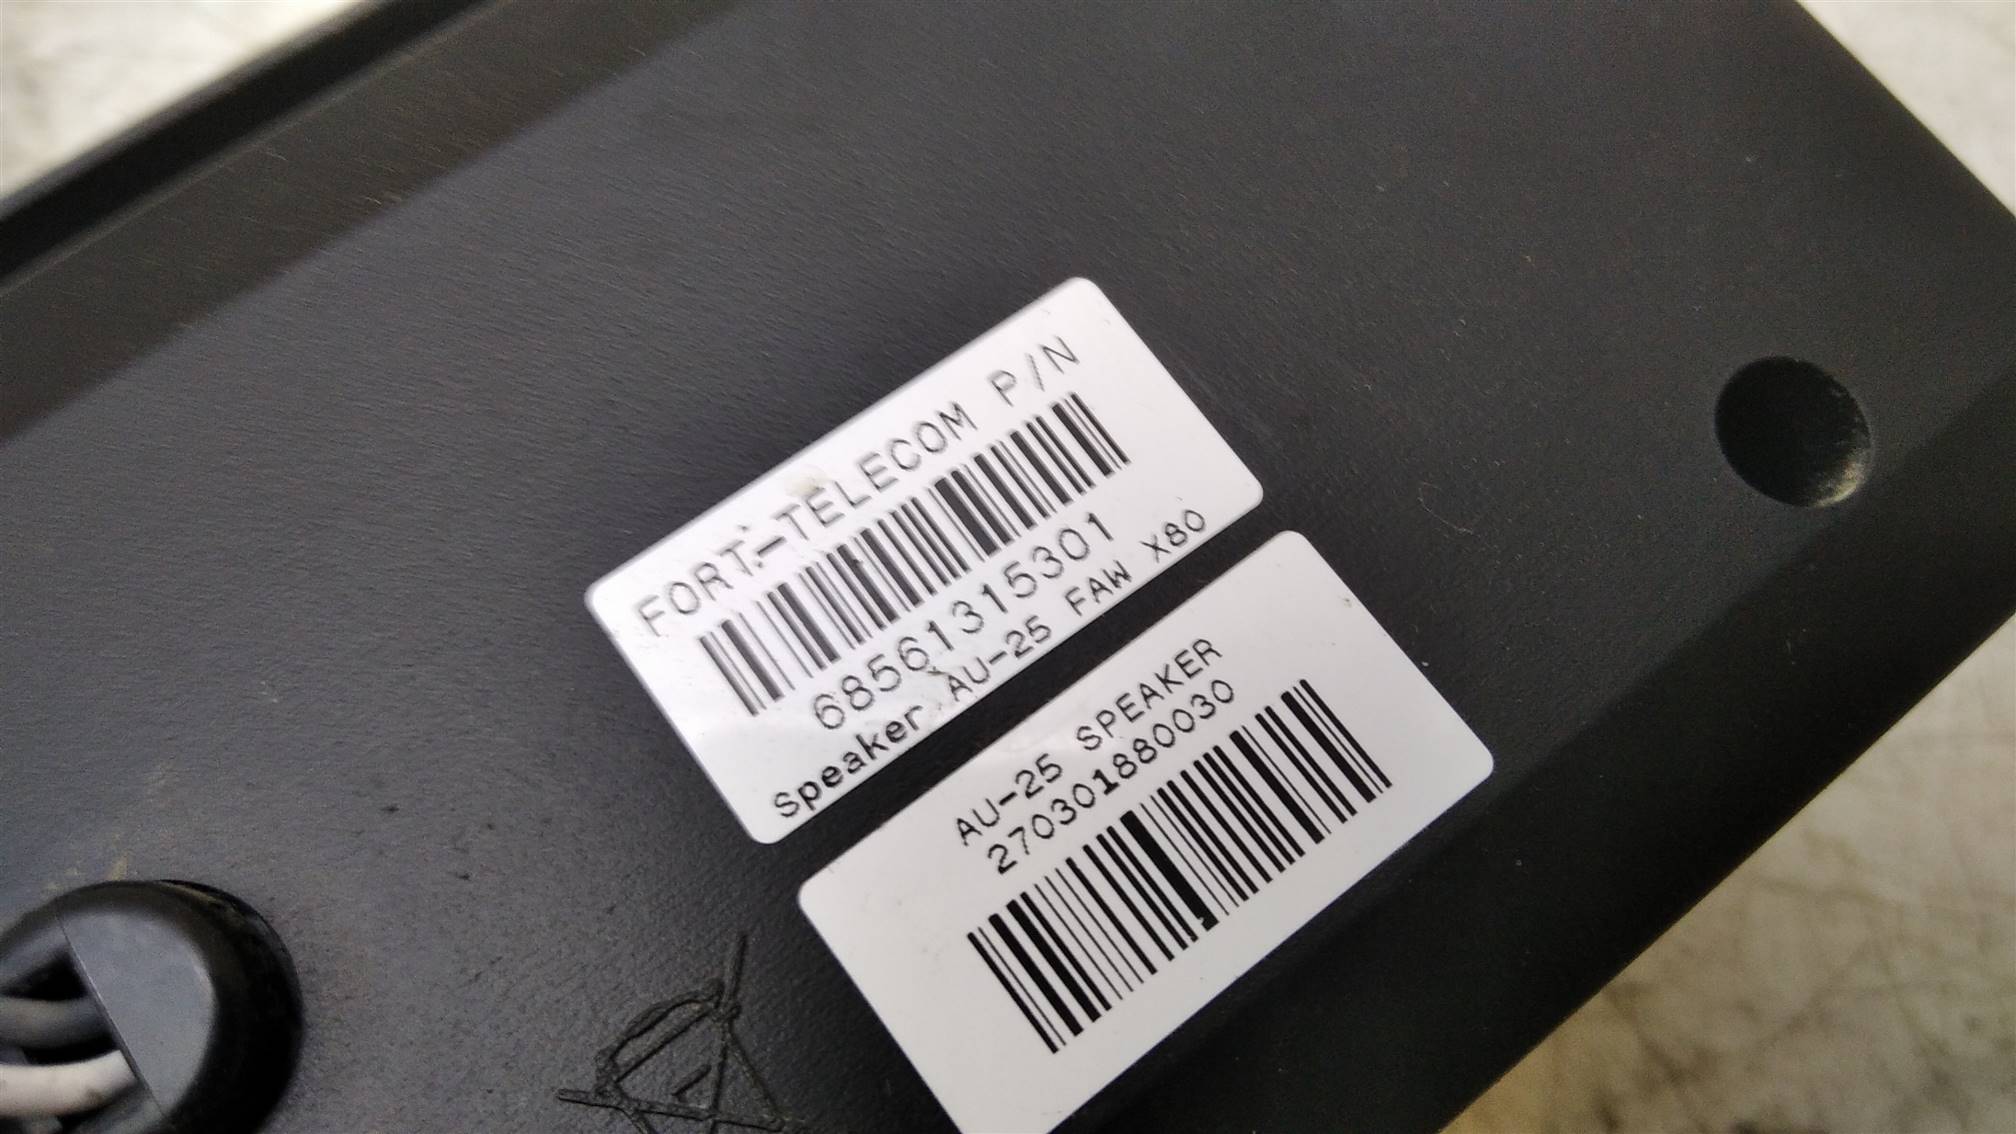 FORT-TELECOM P/N
68561315301
Speaker AU-25 FAW X80
AU-25 SPEAKER
270301880030